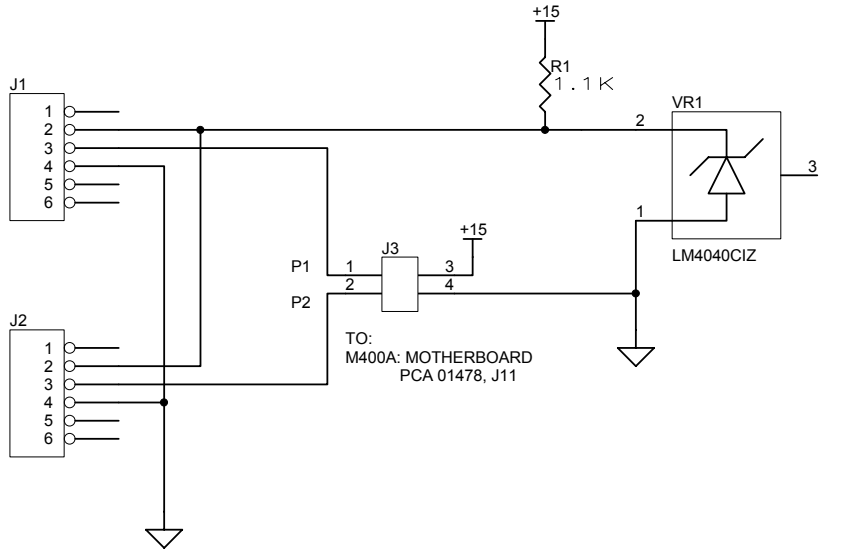 +15
R1
1.1K
J1
1
2
3
4
5
6
VR1
2
3
1
LM4040CIZ
+15
J3
P1
1
3
P2
2
4
TO:
M400A: MOTHERBOARD
PCA 01478, J11
J2
1
2
3
4
5
6